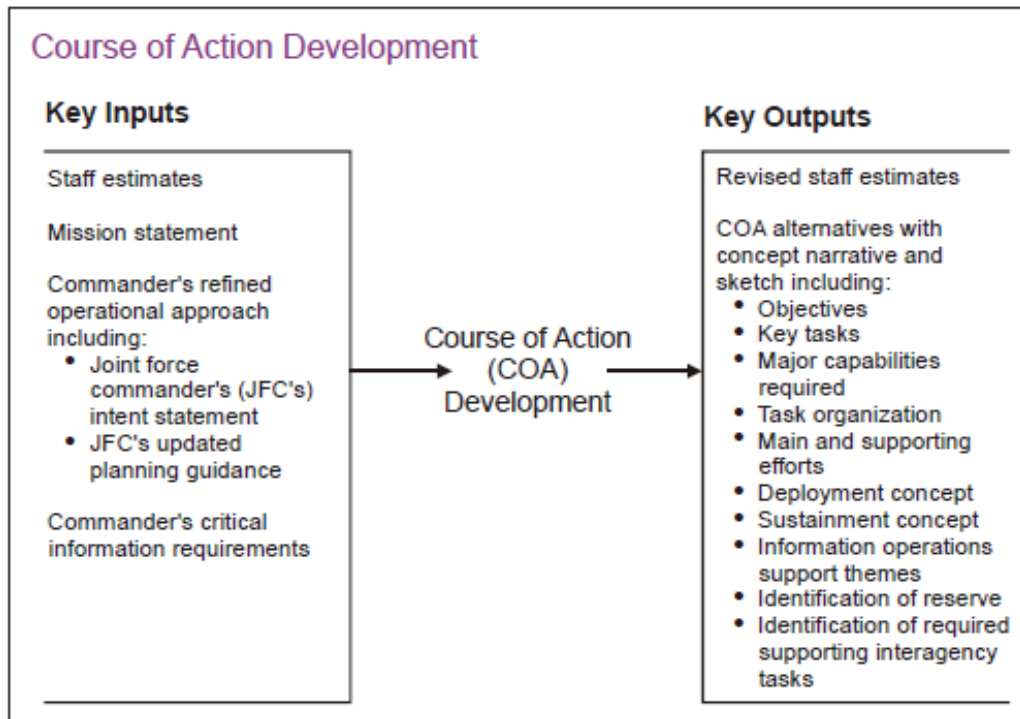 Course of Action Development
Key Inputs
Staff estimates
Mission statement
Commander's refined
operational approach
including:
• Joint force
commander's (JFC's)
intent statement
• JFC's updated
planning guidance
Commander's critical
information requirements
Course of Action
(COA)
Development
Key Outputs
Revised staff estimates
COA alternatives with
concept narrative and
sketch including:
• Objectives
• Key tasks
• Major capabilities
required
• Task organization
• Main and supporting
efforts
• Deployment concept
• Sustainment concept
• Information operations
support themes
• Identification of reserve
• Identification of required
supporting interagency
tasks